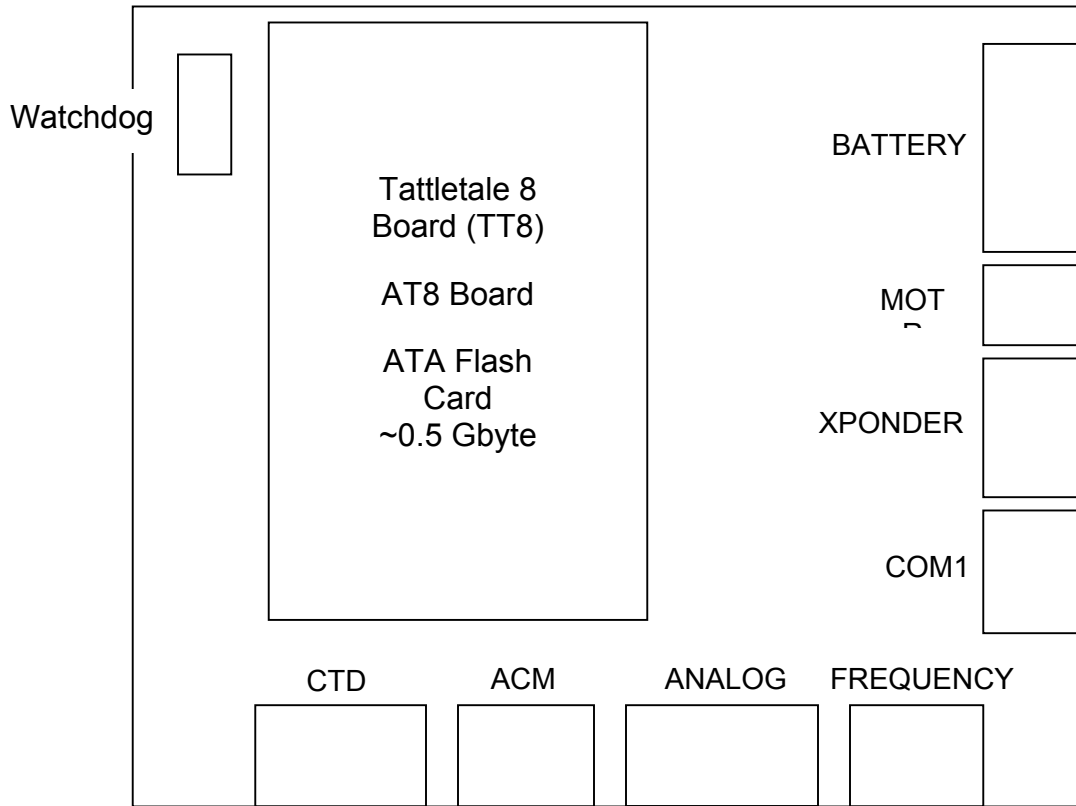 Watchdog
Tattletale 8
Board (TT8)
AT8 Board
ATA Flash
Card
~0.5 Gbyte
BATTERY
MOT
XPONDER
COM1
CTD
ACM
ANALOG
FREQUENCY